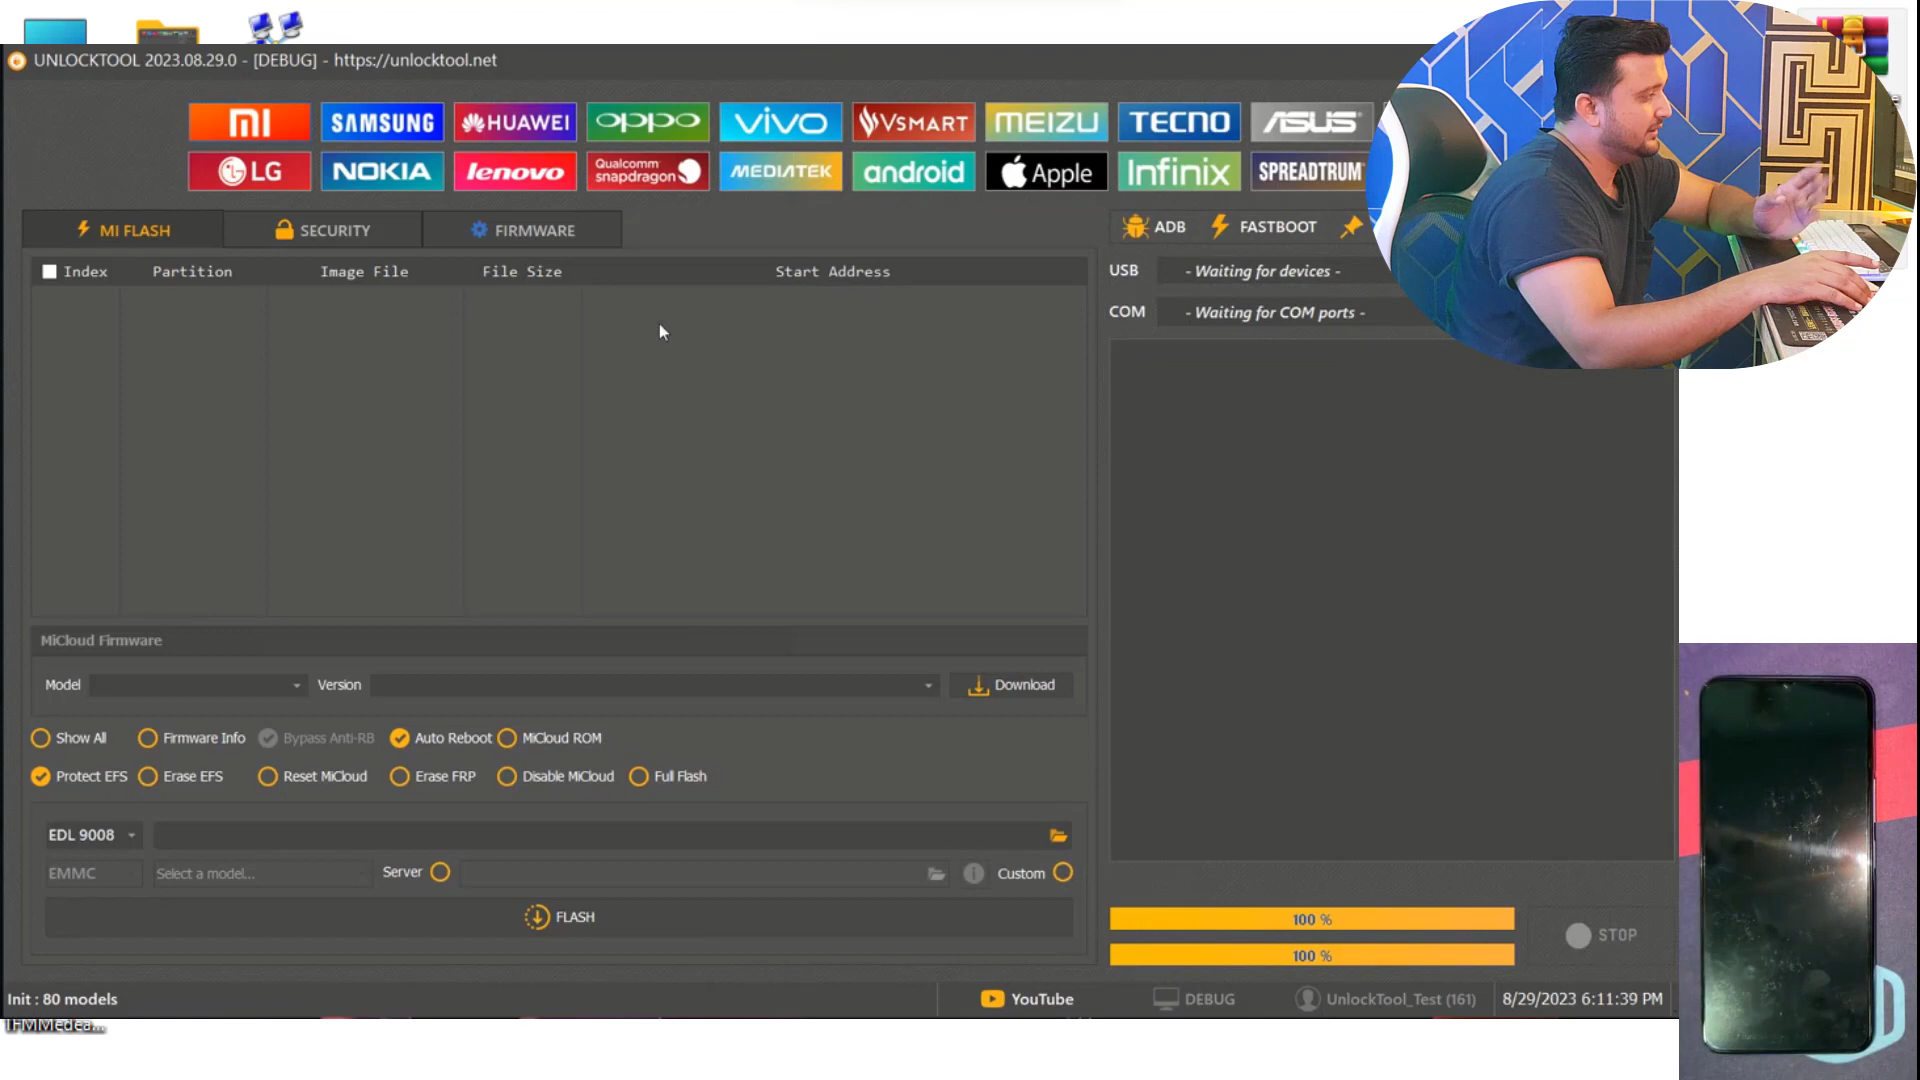 UNLOCKTOOL 2023.08.29.0 - [DEBUG] - https://unlocktool.net
MI SAMSUNG HUAWEI oppo vivo VSMART MEIZU TECNO ASUS
LG NOKIA lenovo Qualcomm snapdragon MEDIATEK android Apple Infinix SPREADTRUM
MI FLASH SECURITY FIRMWARE
ADB FASTBOOT
Index Partition Image File File Size Start Address
USB - Waiting for devices -
COM - Waiting for COM ports -
MiCloud Firmware
Model Version Download
Show All Firmware Info Bypass Anti-RB Auto Reboot MiCloud ROM
Protect EFS Erase EFS Reset MiCloud Erase FRP Disable MiCloud Full Flash
EDL 9008
EMMC Select a model... Server Custom
FLASH
100 %
100 %
STOP
Init : 80 models YouTube DEBUG UnlockTool_Test (161) 8/29/2023 6:11:39 PM